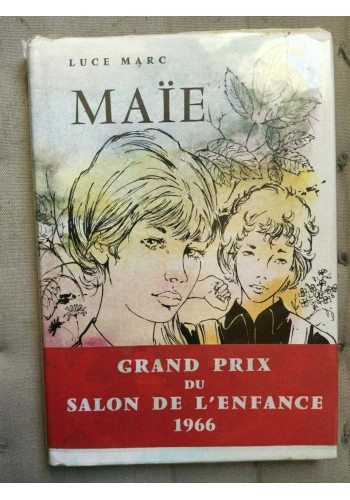 LUCE MARC
MAÏE
GRAND PRIX
DU
SALON DE L'ENFANCE
1966